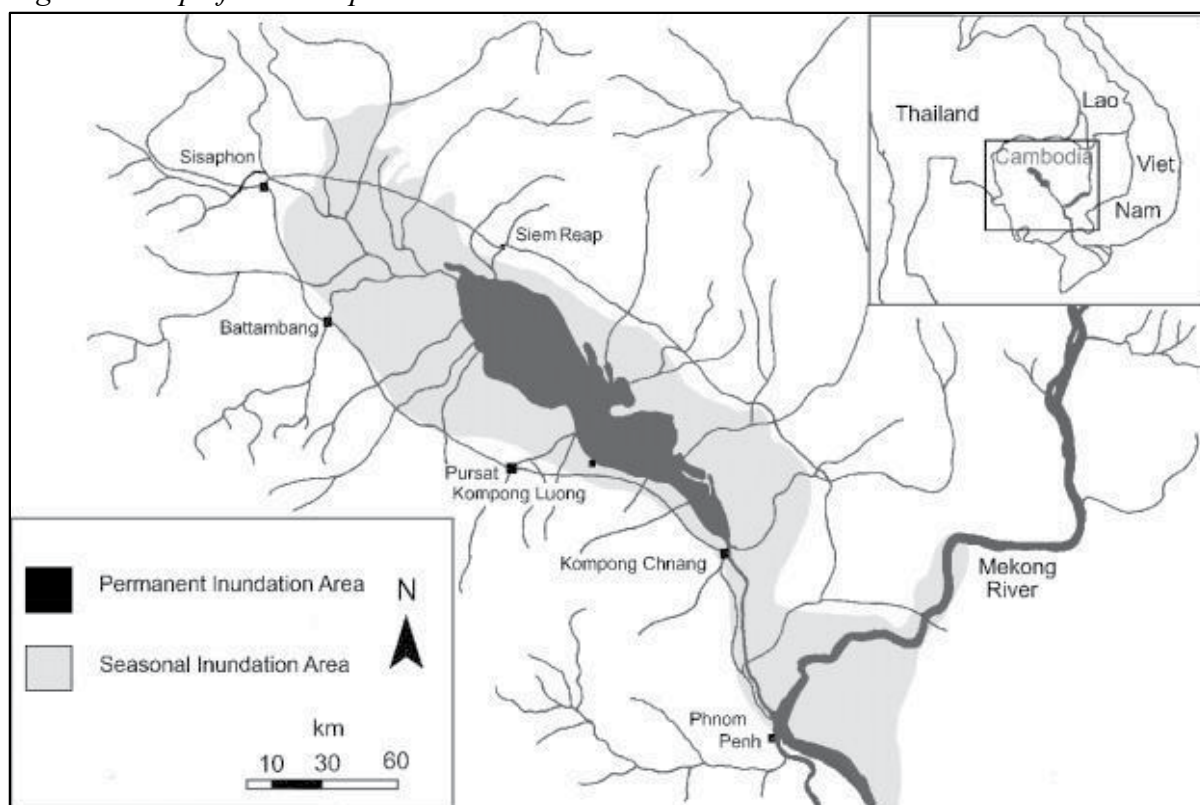 Thailand
Lao
Cambodia
Viet
Nam
Sisaphon
Siem Reap
Battambang
Pursat
Kompong Luong
Kompong Chnang
Mekong
River
Phnom
Penh
Permanent Inundation Area
Seasonal Inundation Area
N
km
10 30 60